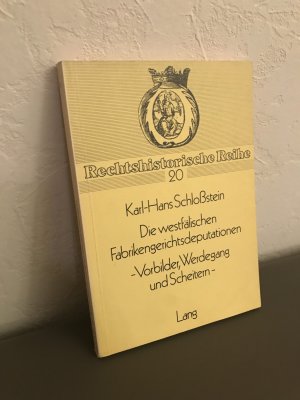 Rechtshistorische Reihe
20
Karl-Hans Schloßstein
Die westfälischen
Fabrikengerichtsdeputationen
-Vorbilder, Werdegang
und Scheitern-
Lang